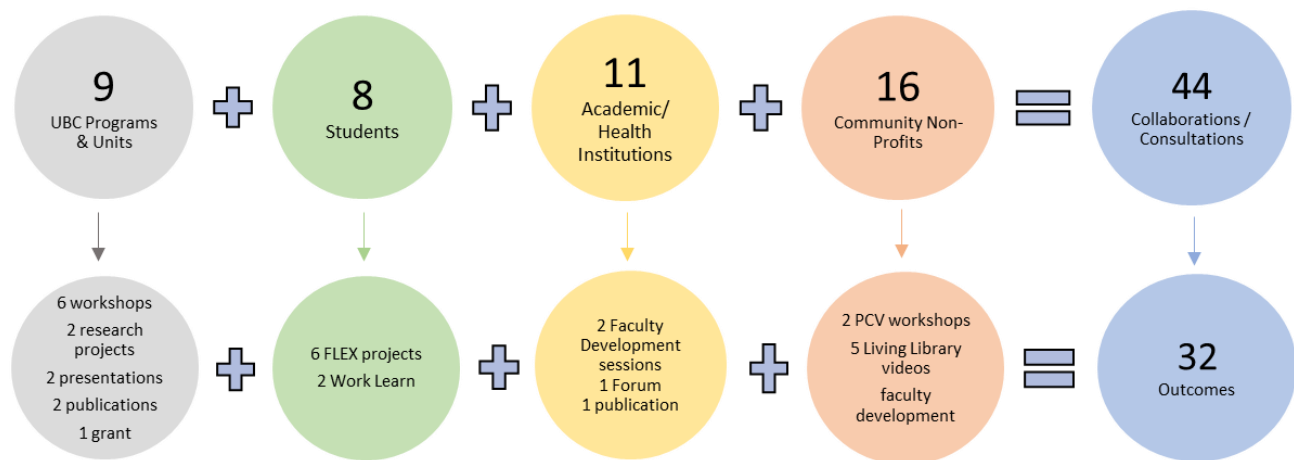 9
UBC Programs
& Units
8
Students
11
Academic/
Health
Institutions
16
Community Non-
Profits
44
Collaborations /
Consultations
6 workshops
2 research
projects
2 presentations
2 publications
1 grant
6 FLEX projects
2 Work Learn
2 Faculty
Development
sessions
1 Forum
1 publication
2 PCV workshops
5 Living Library
videos
faculty
development
32
Outcomes